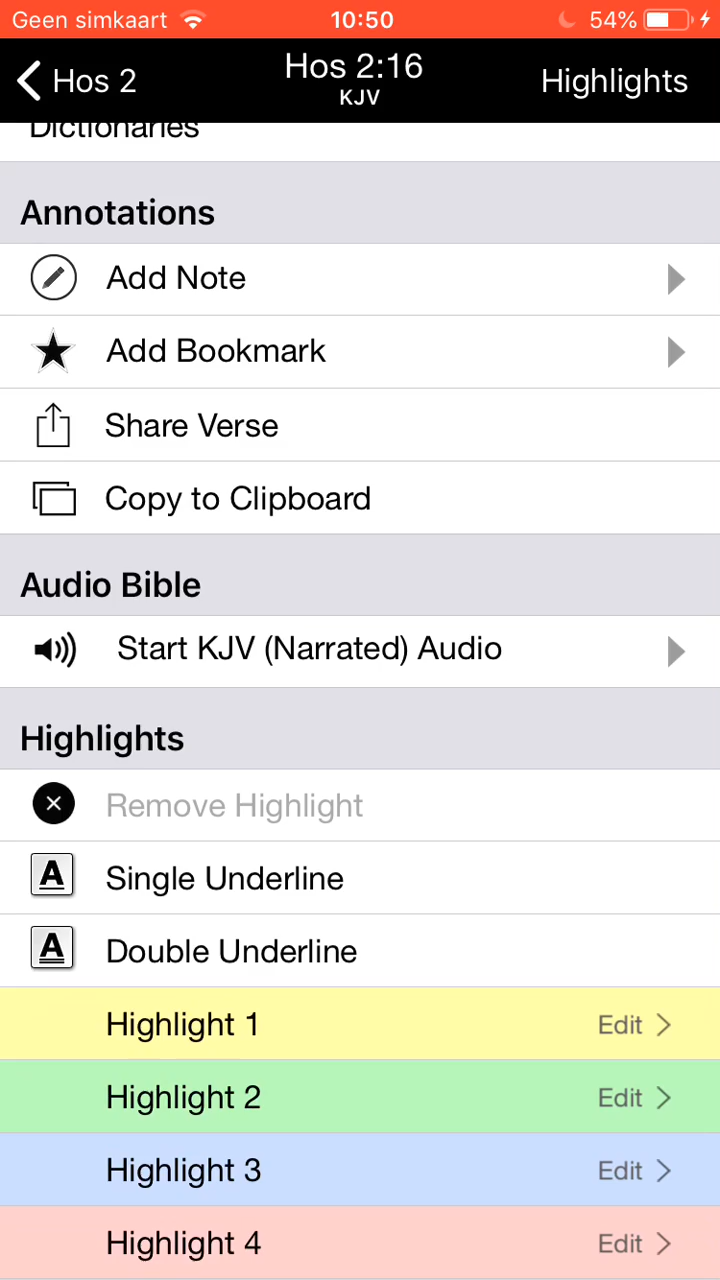 Geen simkaart 10:50 54%
Hos 2 Hos 2:16 Highlights
KJV
Dictionaries
Annotations
Add Note
Add Bookmark
Share Verse
Copy to Clipboard
Audio Bible
Start KJV (Narrated) Audio
Highlights
Remove Highlight
A Single Underline
A Double Underline
Highlight 1 Edit
Highlight 2 Edit
Highlight 3 Edit
Highlight 4 Edit